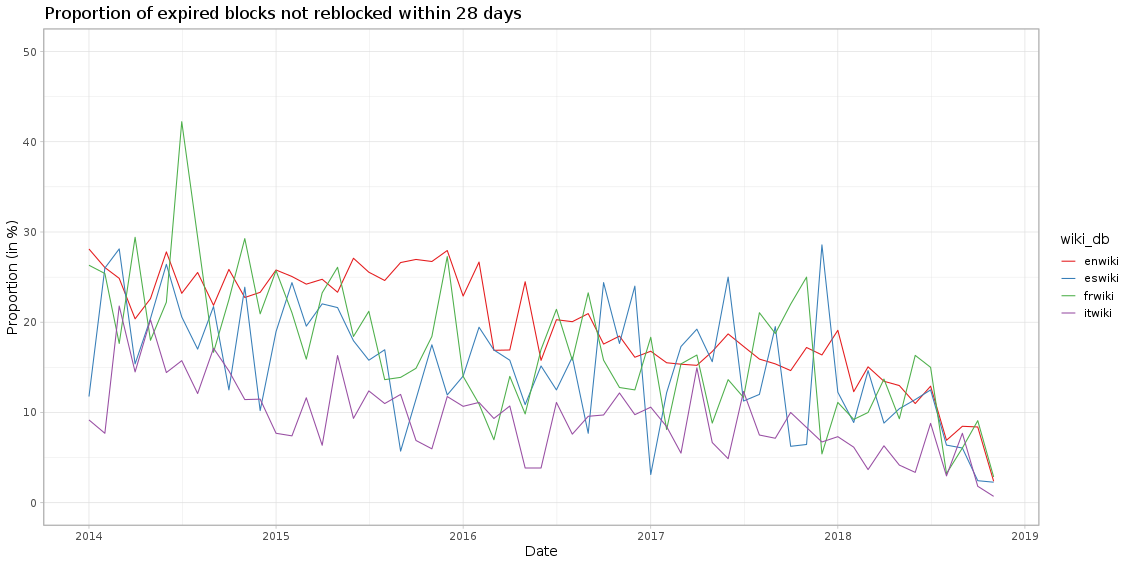 Proportion of expired blocks not reblocked within 28 days
Proportion (in %)
50
40
30
20
10
0
2014 2015 2016 2017 2018 2019
Date
wiki_db
enwiki
eswiki
frwiki
itwiki